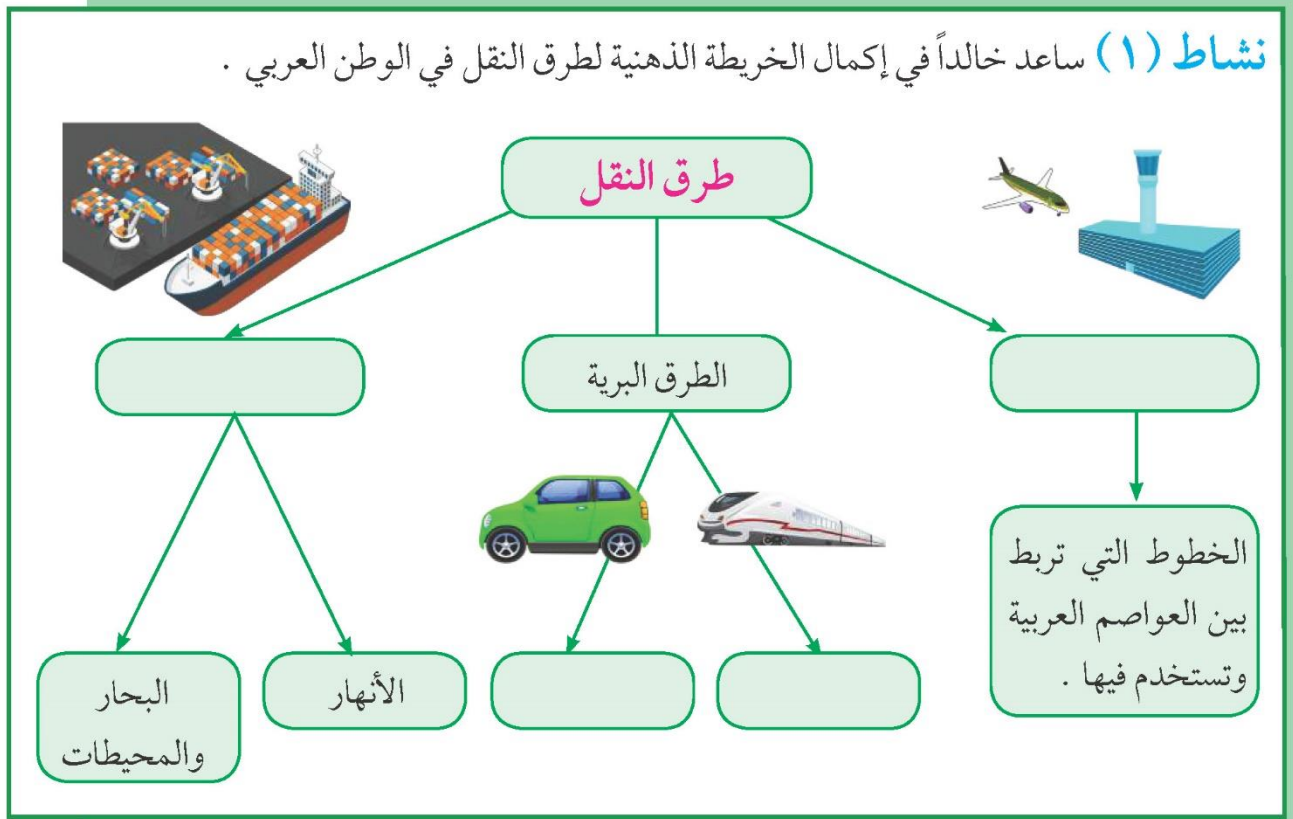 نشاط (١) ساعد خالداً في إكمال الخريطة الذهنية لطرق النقل في الوطن العربي .
طرق النقل
الطرق البرية
الخطوط التي تربط
بين العواصم العربية
وتستخدم فيها .
الأنهار
البحار
والمحيطات